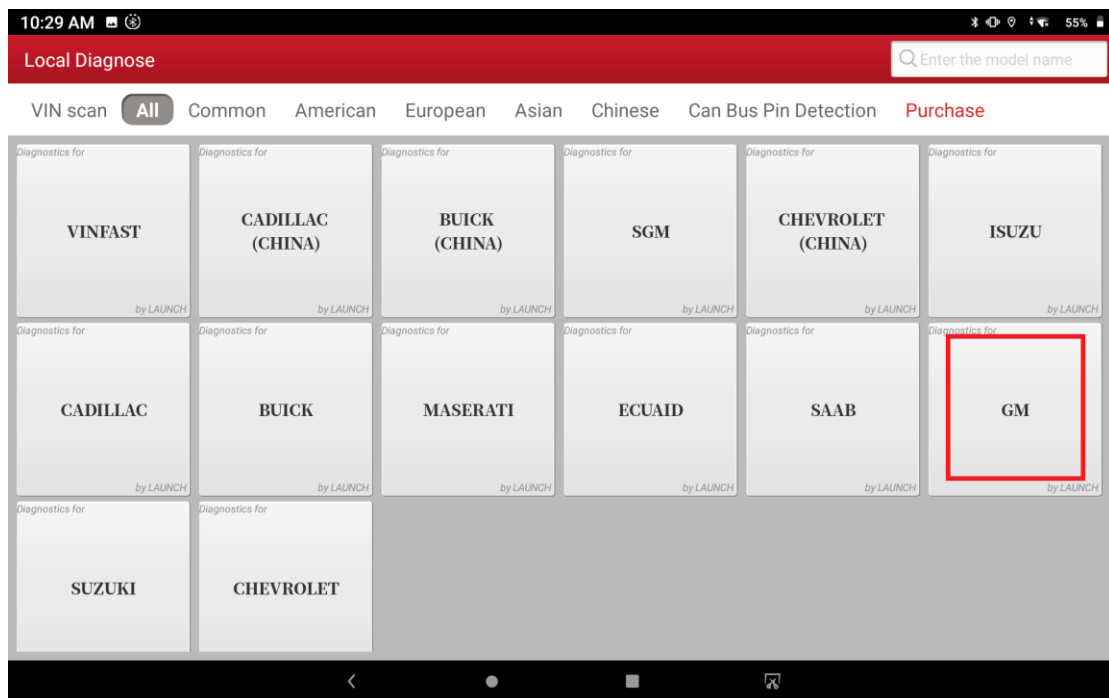 10:29 AM
55%
Local Diagnose
Enter the model name
VIN scan All Common American European Asian Chinese Can Bus Pin Detection Purchase
Diagnostics for
VINFAST
by LAUNCH
Diagnostics for
CADILLAC
(CHINA)
by LAUNCH
Diagnostics for
BUICK
(CHINA)
by LAUNCH
Diagnostics for
SGM
by LAUNCH
Diagnostics for
CHEVROLET
(CHINA)
by LAUNCH
Diagnostics for
ISUZU
by LAUNCH
Diagnostics for
CADILLAC
by LAUNCH
Diagnostics for
BUICK
by LAUNCH
Diagnostics for
MASERATI
by LAUNCH
Diagnostics for
ECUAID
by LAUNCH
Diagnostics for
SAAB
by LAUNCH
Diagnostics for
GM
by LAUNCH
Diagnostics for
SUZUKI
Diagnostics for
CHEVROLET